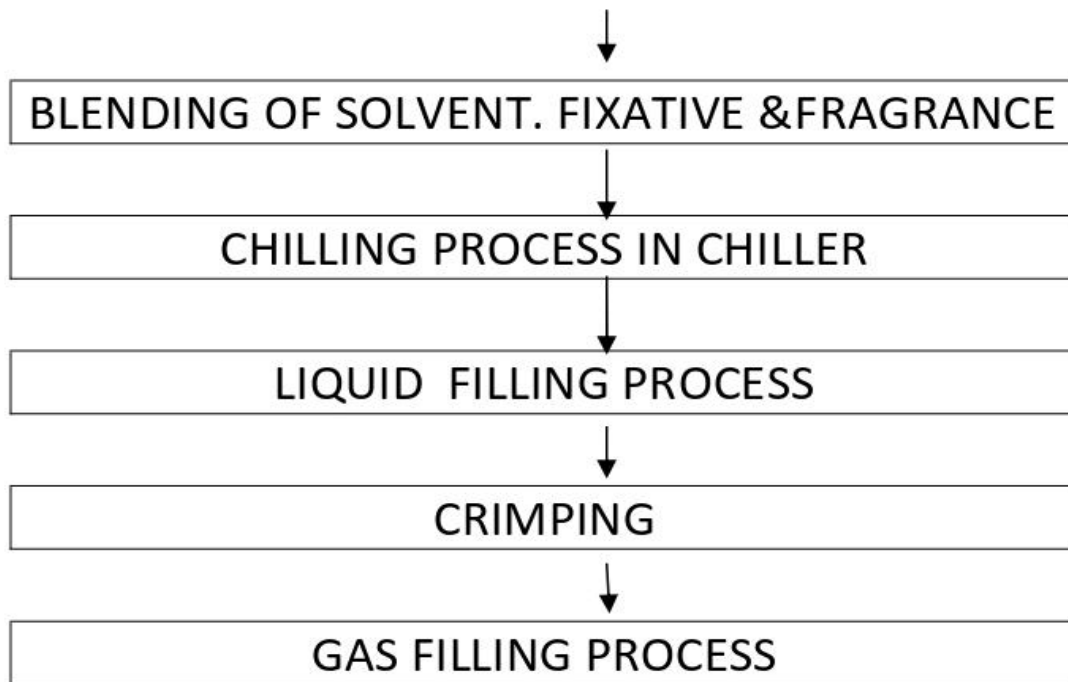 BLENDING OF SOLVENT. FIXATIVE &FRAGRANCE
CHILLING PROCESS IN CHILLER
LIQUID  FILLING PROCESS
CRIMPING
GAS FILLING PROCESS